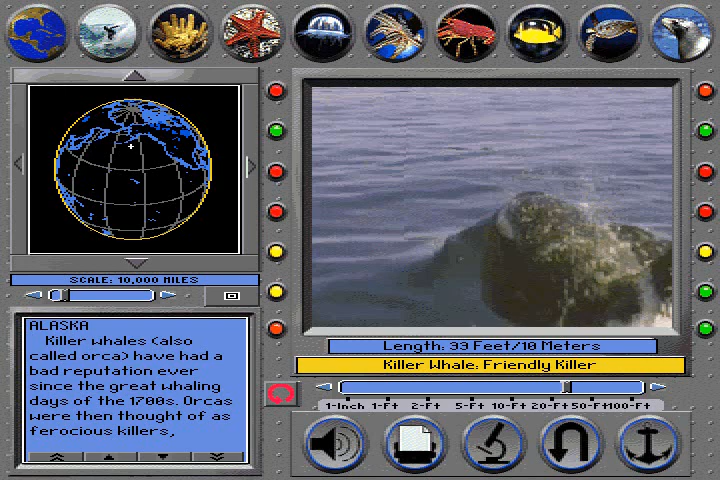 SCALE: 10,000 MILES
ALASKA
Killer whales (also
called orca) have had a
bad reputation ever
since the great whaling
days of the 1700s. Orcas
were then thought of as
ferocious killers,
Length: 33 Feet/10 Meters
Killer Whale: Friendly Killer
1-Inch 1-Ft 2-Ft 5-Ft 10-Ft 20-Ft 50-Ft 100-Ft